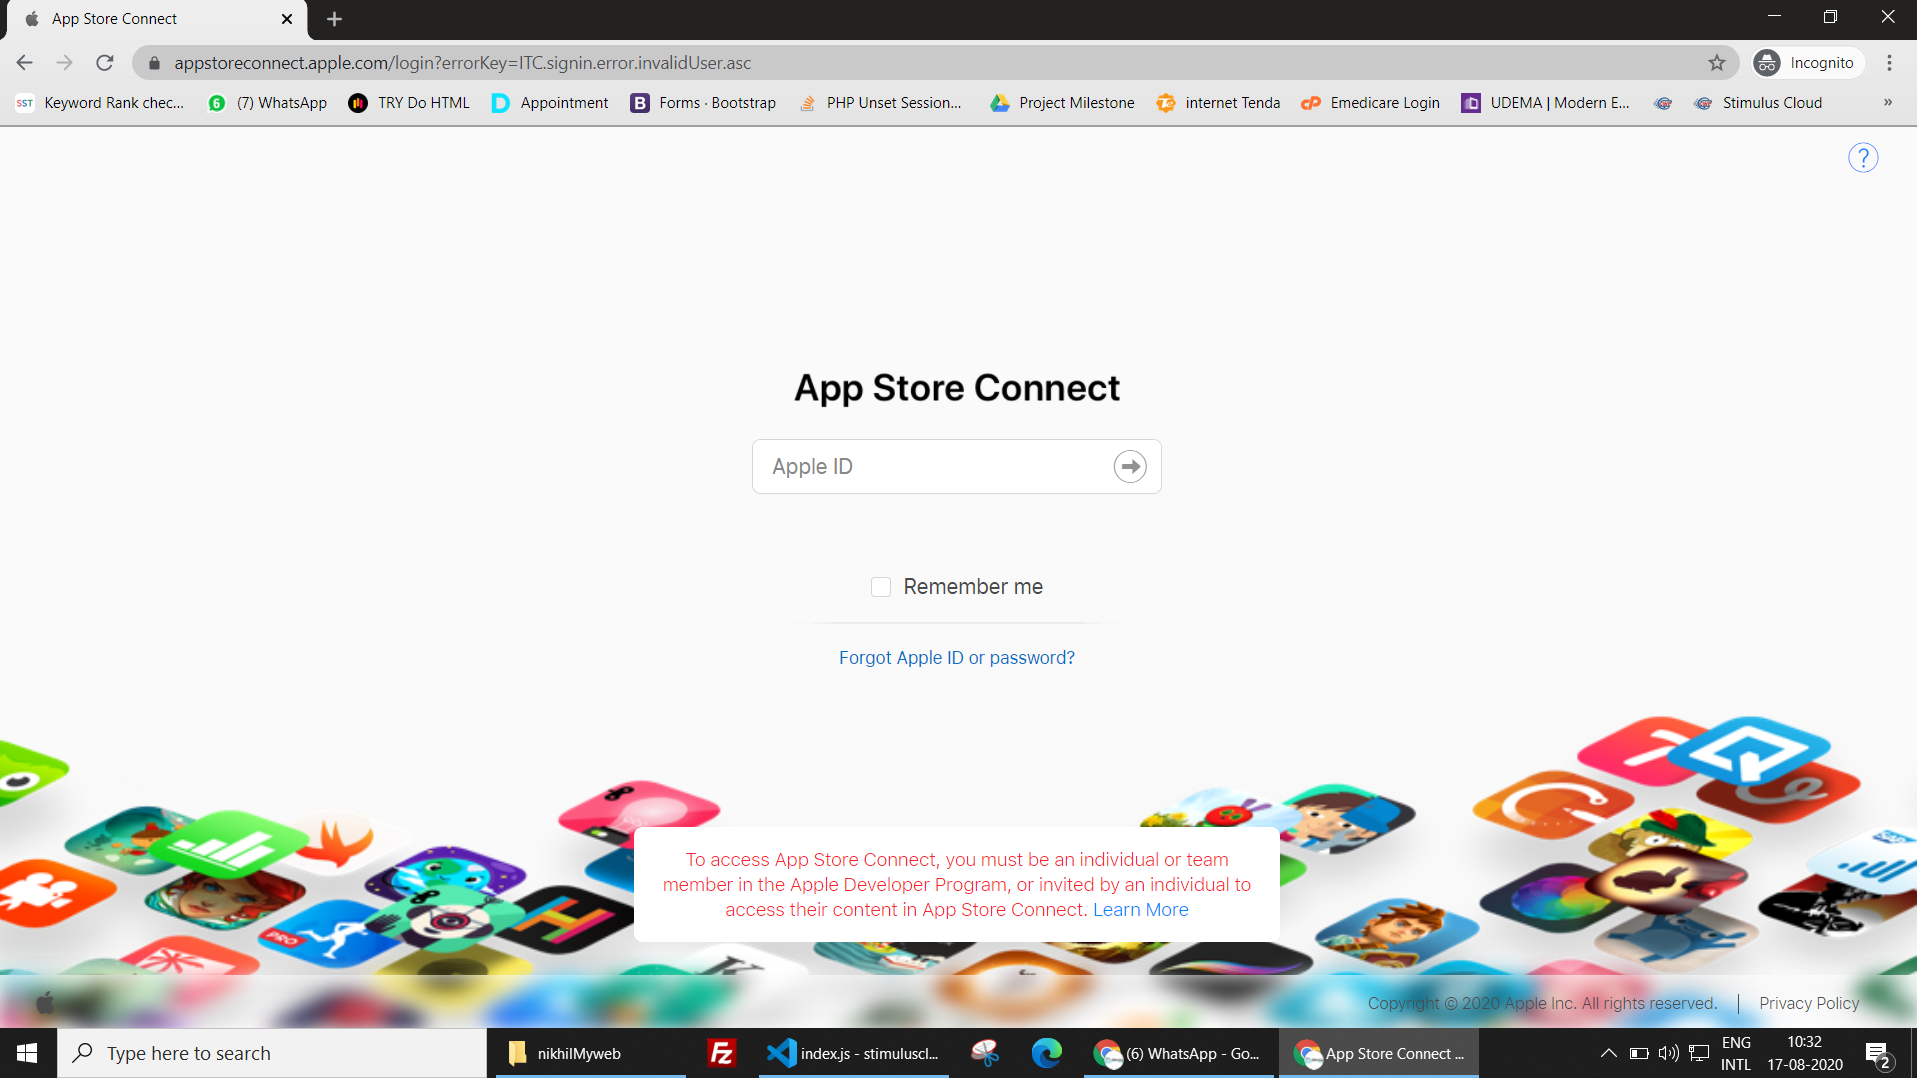 App Store Connect
appstoreconnect.apple.com/login?errorKey=ITC.signin.error.invalidUser.asc
Incognito
SST Keyword Rank chec...
6 (7) WhatsApp
TRY Do HTML
D Appointment
B Forms · Bootstrap
PHP Unset Session...
Project Milestone
internet Tenda
cP Emedicare Login
UDEMA | Modern E...
Stimulus Cloud
»
?
App Store Connect
Apple ID
Remember me
Forgot Apple ID or password?
To access App Store Connect, you must be an individual or team
member in the Apple Developer Program, or invited by an individual to
access their content in App Store Connect. Learn More
PRO
SAP
Copyright © 2020 Apple Inc. All rights reserved.
Privacy Policy
Type here to search
nikhilMyweb
Fz
index.js - stimuluscl...
(6) WhatsApp - Go...
App Store Connect ...
ENG
INTL
10:32
17-08-2020
2